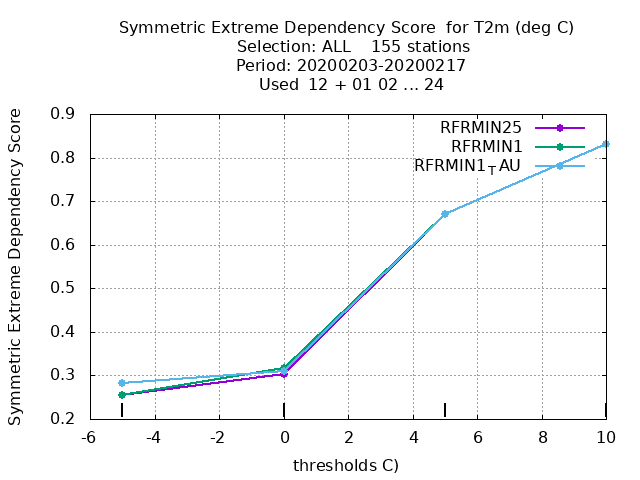 Symmetric Extreme Dependency Score for T2m (deg C)
Selection: ALL 155 stations
Period: 20200203-20200217
Used 12 + 01 02 ... 24
Symmetric Extreme Dependency Score
0.9
0.8
0.7
0.6
0.5
0.4
0.3
0.2
RFRMIN25
RFRMIN1
RFRMIN1TAU
-6 -4 -2 0 2 4 6 8 10
thresholds C)